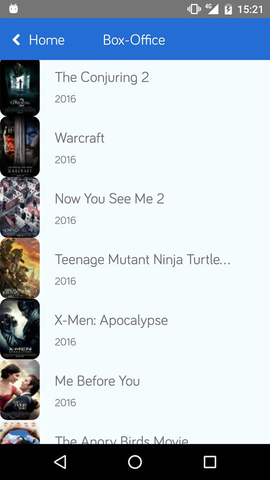 15:21
Home Box-Office
The Conjuring 2
2016
Warcraft
2016
Now You See Me 2
2016
Teenage Mutant Ninja Turtle...
2016
X-Men: Apocalypse
2016
Me Before You
2016
The Angry Birds Movie